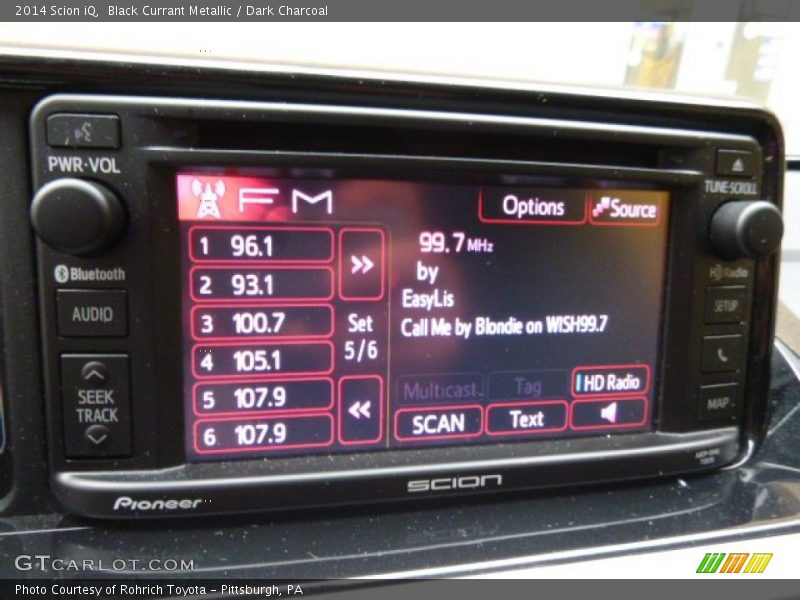 2014 Scion iQ,  Black Currant Metallic / Dark Charcoal
PWR·VOL
Bluetooth
AUDIO
SEEK
TRACK
FM
Options
Source
1 96.1
2 93.1
3 100.7
4 105.1
5 107.9
6 107.9
Set
5/6
99.7 MHz
by
EasyLis
Call Me by Blondie on WISH99.7
Multicast
Tag
HD Radio
SCAN
Text
TUNE·SCROLL
HD Radio
SETUP
MAP
Pioneer
SCION
GTCARLOT.COM
Photo Courtesy of Rohrich Toyota - Pittsburgh, PA